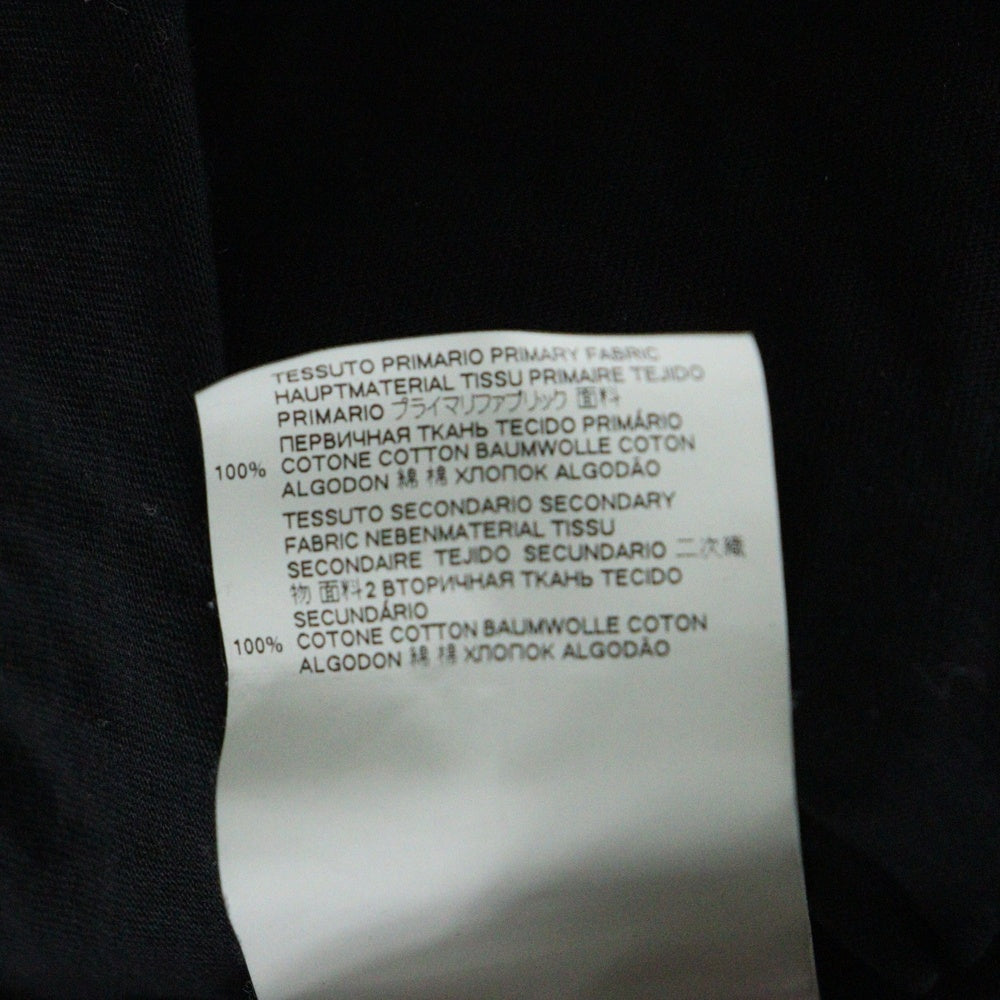 TESSUTO PRIMARIO PRIMARY FABRIC
HAUPTMATERIAL TISSU PRIMAIRE TEJIDO
PRIMARIO プライマリファブリック 面料
ПЕРВИЧНАЯ ТКАНЬ TECIDO PRIMÁRIO
100% COTONE COTTON BAUMWOLLE COTON
ALGODON 綿 棉 ХЛОПОК ALGODÃO
TESSUTO SECONDARIO SECONDARY
FABRIC NEBENMATERIAL TISSU
SECONDAIRE TEJIDO SECUNDARIO 二次織
物 面料2 ВТОРИЧНАЯ ТКАНЬ TECIDO
SECUNDÁRIO
100% COTONE COTTON BAUMWOLLE COTON
ALGODON 綿 棉 ХЛОПОК ALGODÃO